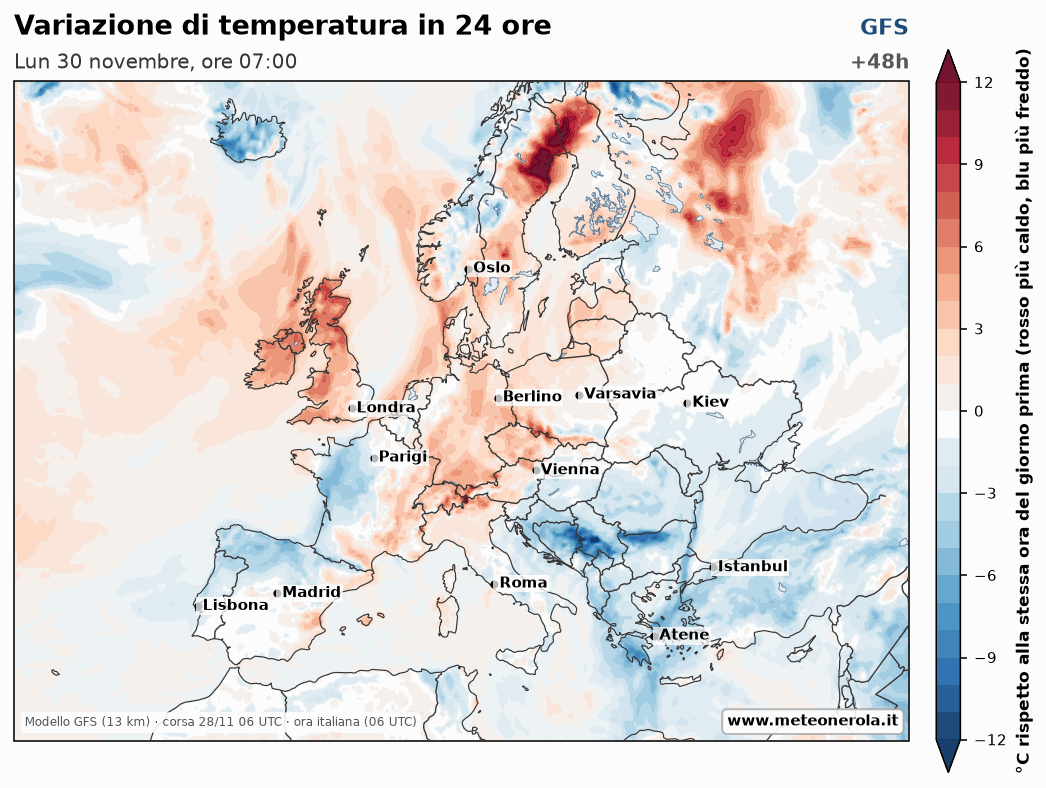 Variazione di temperatura in 24 ore
GFS
Lun 30 novembre, ore 07:00
+48h
Oslo
Londra
Berlino
Varsavia
Kiev
Parigi
Vienna
Istanbul
Madrid
Roma
Lisbona
Atene
Modello GFS (13 km) · corsa 28/11 06 UTC · ora italiana (06 UTC)
www.meteonerola.it
12
9
6
3
0
−3
−6
−9
−12
°C rispetto alla stessa ora del giorno prima (rosso più caldo, blu più freddo)